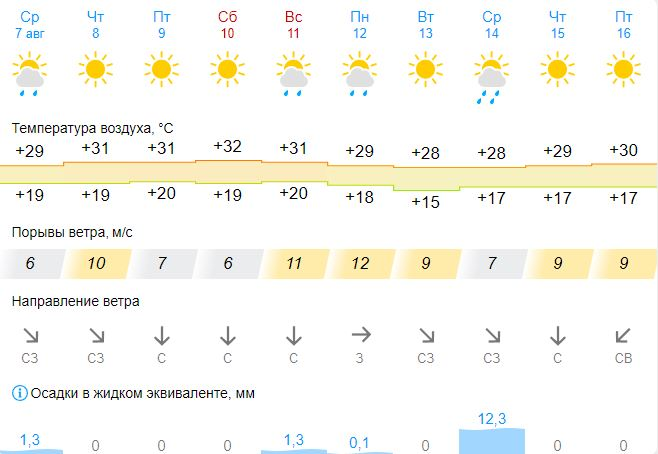 Ср Чт Пт Сб Вс Пн Вт Ср Чт Пт
7 авг 8 9 10 11 12 13 14 15 16
Температура воздуха, °C
+29 +31 +31 +32 +31 +29 +28 +28 +29 +30
+19 +19 +20 +19 +20 +18 +15 +17 +17 +17
Порывы ветра, м/с
6 10 7 6 11 12 9 7 9 9
Направление ветра
СЗ СЗ С С С З СЗ СЗ С СВ
Осадки в жидком эквиваленте, мм
1,3 0 0 0 1,3 0,1 0 12,3 0 0